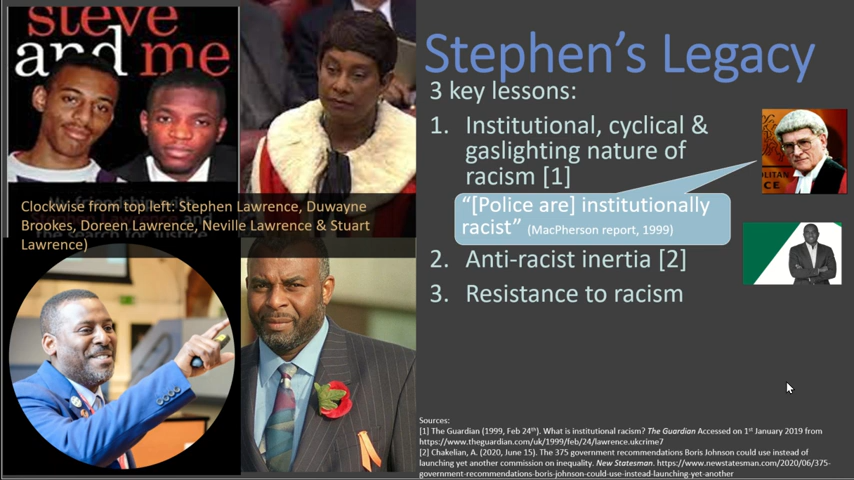 steve
and me
Clockwise from top left: Stephen Lawrence, Duwayne
Brookes, Doreen Lawrence, Neville Lawrence & Stuart
Lawrence)
Stephen's Legacy
3 key lessons:
1. Institutional, cyclical &
gaslighting nature of
racism [1]
"[Police are] institutionally
racist" (MacPherson report, 1999)
2. Anti-racist inertia [2]
3. Resistance to racism
LITAN
CE
Sources:
[1] The Guardian (1999, Feb 24th). What is institutional racism? The Guardian Accessed on 1st January 2019 from
https://www.theguardian.com/uk/1999/feb/24/lawrence.ukcrime7
[2] Chakelian, A. (2020, June 15). The 375 government recommendations Boris Johnson could use instead of
launching yet another commission on inequality. New Statesman. https://www.newstatesman.com/2020/06/375-
government-recommendations-boris-johnson-could-use-instead-launching-yet-another